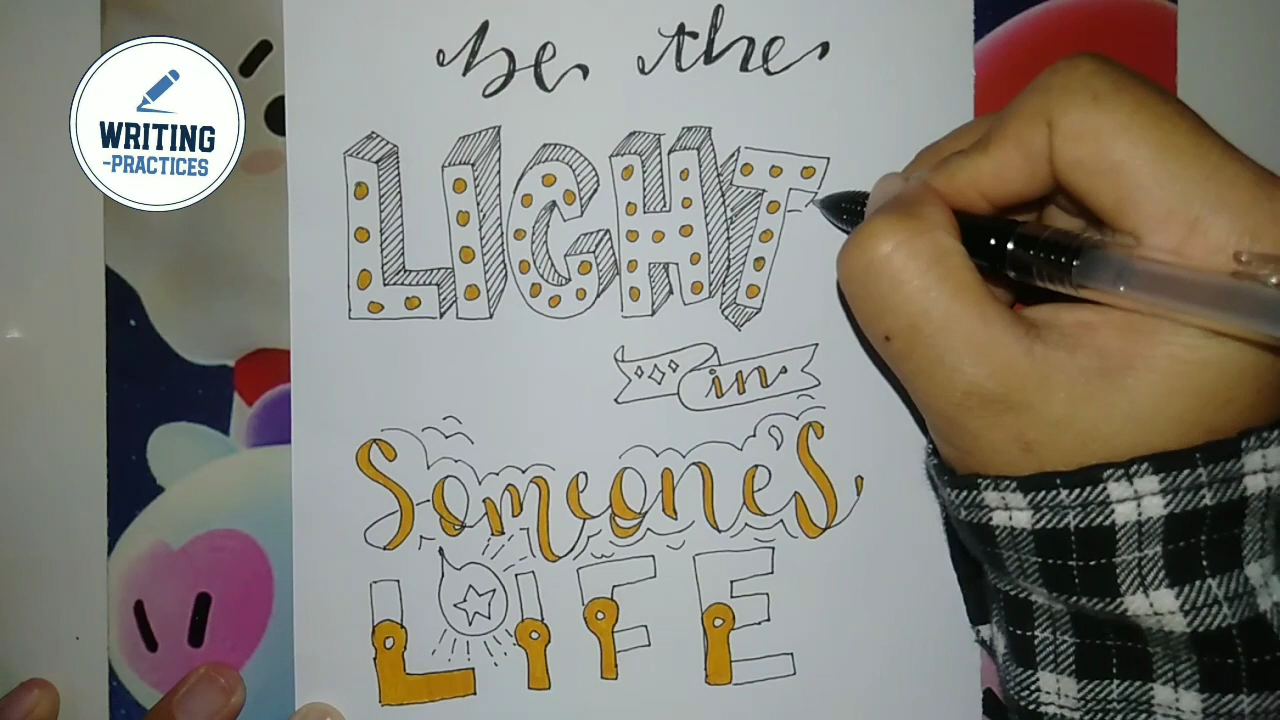 WRITING
-PRACTICES
be the
LIGHT
in
Someone's
LIFE